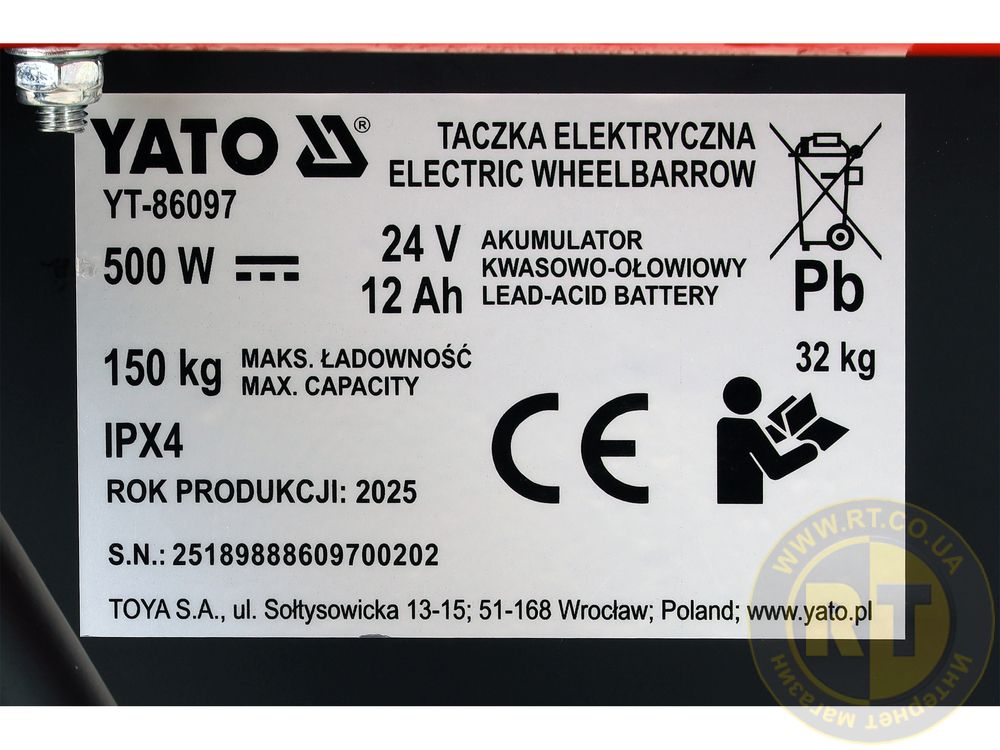 YATO ®
YT-86097
TACZKA ELEKTRYCZNA
ELECTRIC WHEELBARROW
500 W
24 V
12 Ah
AKUMULATOR
KWASOWO-OŁOWIOWY
LEAD-ACID BATTERY
Pb
150 kg
MAKS. ŁADOWNOŚĆ
MAX. CAPACITY
32 kg
IPX4
CE
ROK PRODUKCJI: 2025
S.N.: 25189888609700202
TOYA S.A., ul. Sołtysowicka 13-15; 51-168 Wrocław; Poland; www.yato.pl
WWW.RT.CO.UA
RT
Интернет магазин